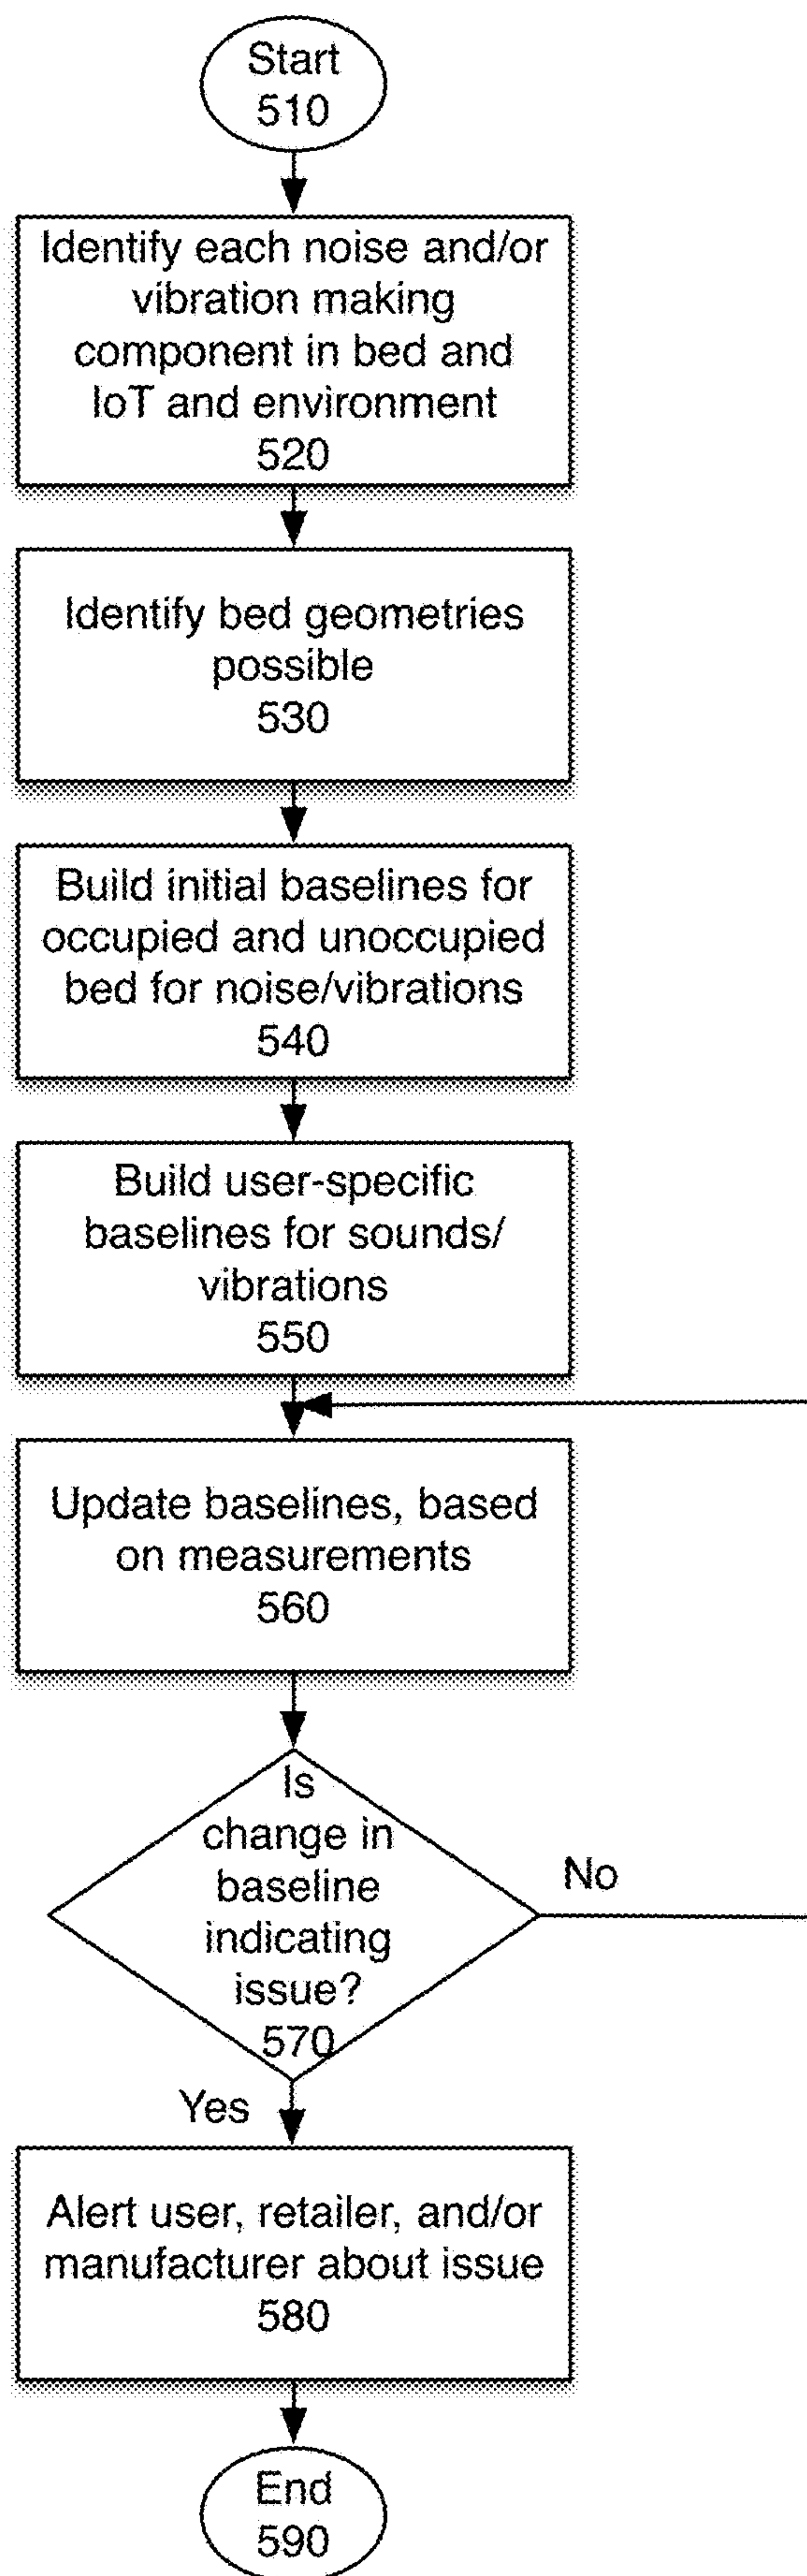 Start
510
Identify each noise and/or
vibration making
component in bed and
IoT and environment
520
Identify bed geometries
possible
530
Build initial baselines for
occupied and unoccupied
bed for noise/vibrations
540
Build user-specific
baselines for sounds/
vibrations
550
Update baselines, based
on measurements
560
Is
change in
baseline
indicating
issue?
570
No
Yes
Alert user, retailer, and/or
manufacturer about issue
580
End
590